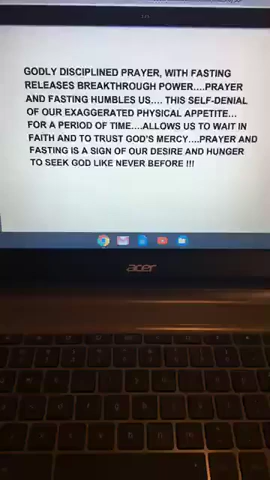 GODLY DISCIPLINED PRAYER, WITH FASTING
RELEASES BREAKTHROUGH POWER....PRAYER
AND FASTING HUMBLES US.... THIS SELF-DENIAL
OF OUR EXAGGERATED PHYSICAL APPETITE...
FOR A PERIOD OF TIME....ALLOWS US TO WAIT IN
FAITH AND TO TRUST GOD'S MERCY....PRAYER AND
FASTING IS A SIGN OF OUR DESIRE AND HUNGER
TO SEEK GOD LIKE NEVER BEFORE !!!
acer